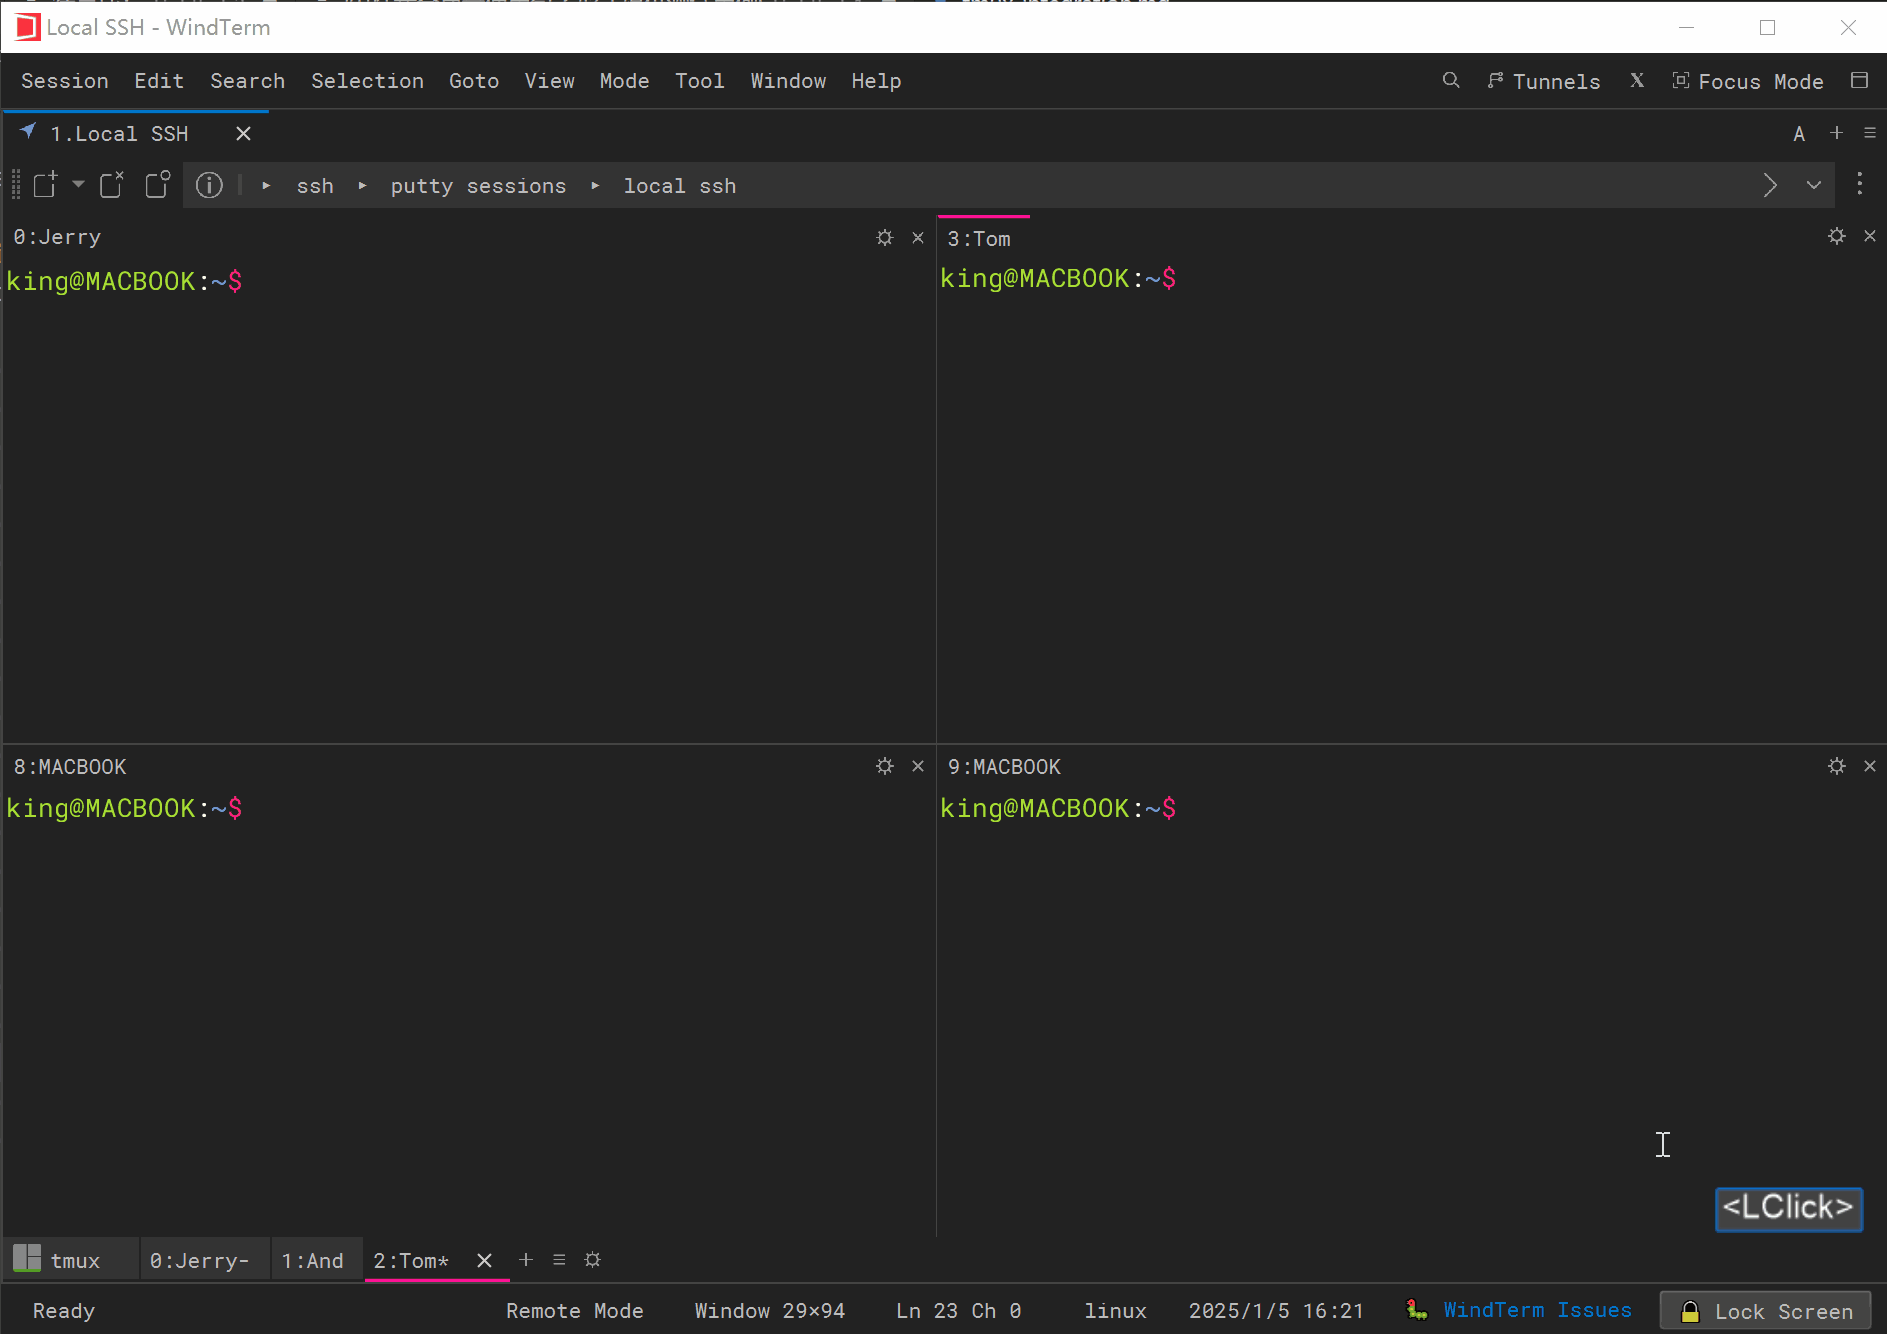 Local SSH - WindTerm
Session Edit Search Selection Goto View Mode Tool Window Help Tunnels X Focus Mode
1.Local SSH A
ssh ▸ putty sessions ▸ local ssh
0:Jerry
king@MACBOOK:~$
3:Tom
king@MACBOOK:~$
8:MACBOOK
king@MACBOOK:~$
9:MACBOOK
king@MACBOOK:~$
<LClick>
tmux 0:Jerry- 1:And 2:Tom*
Ready Remote Mode Window 29×94 Ln 23 Ch 0 linux 2025/1/5 16:21 WindTerm Issues Lock Screen